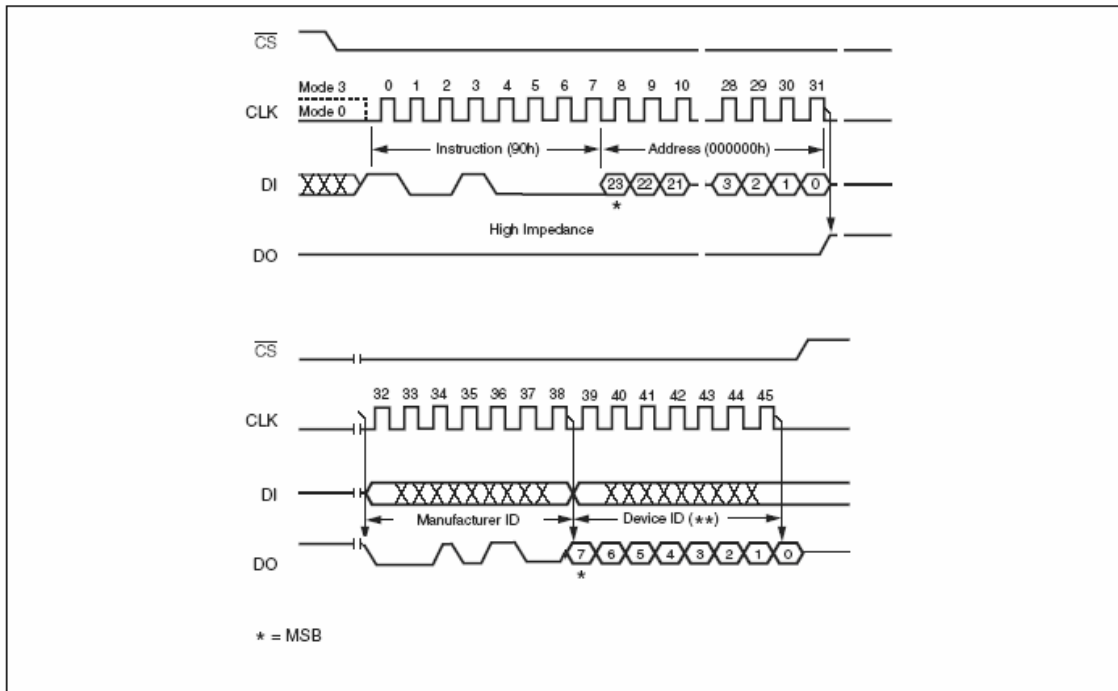 CS
Mode 3 0 1 2 3 4 5 6 7 8 9 10 28 29 30 31
CLK Mode 0
Instruction (90h) Address (000000h)
DI 23 22 21 3 2 1 0
*
High Impedance
DO
CS
32 33 34 35 36 37 38 39 40 41 42 43 44 45
CLK
DI
Manufacturer ID Device ID (**)
DO 7 6 5 4 3 2 1 0
*
* = MSB